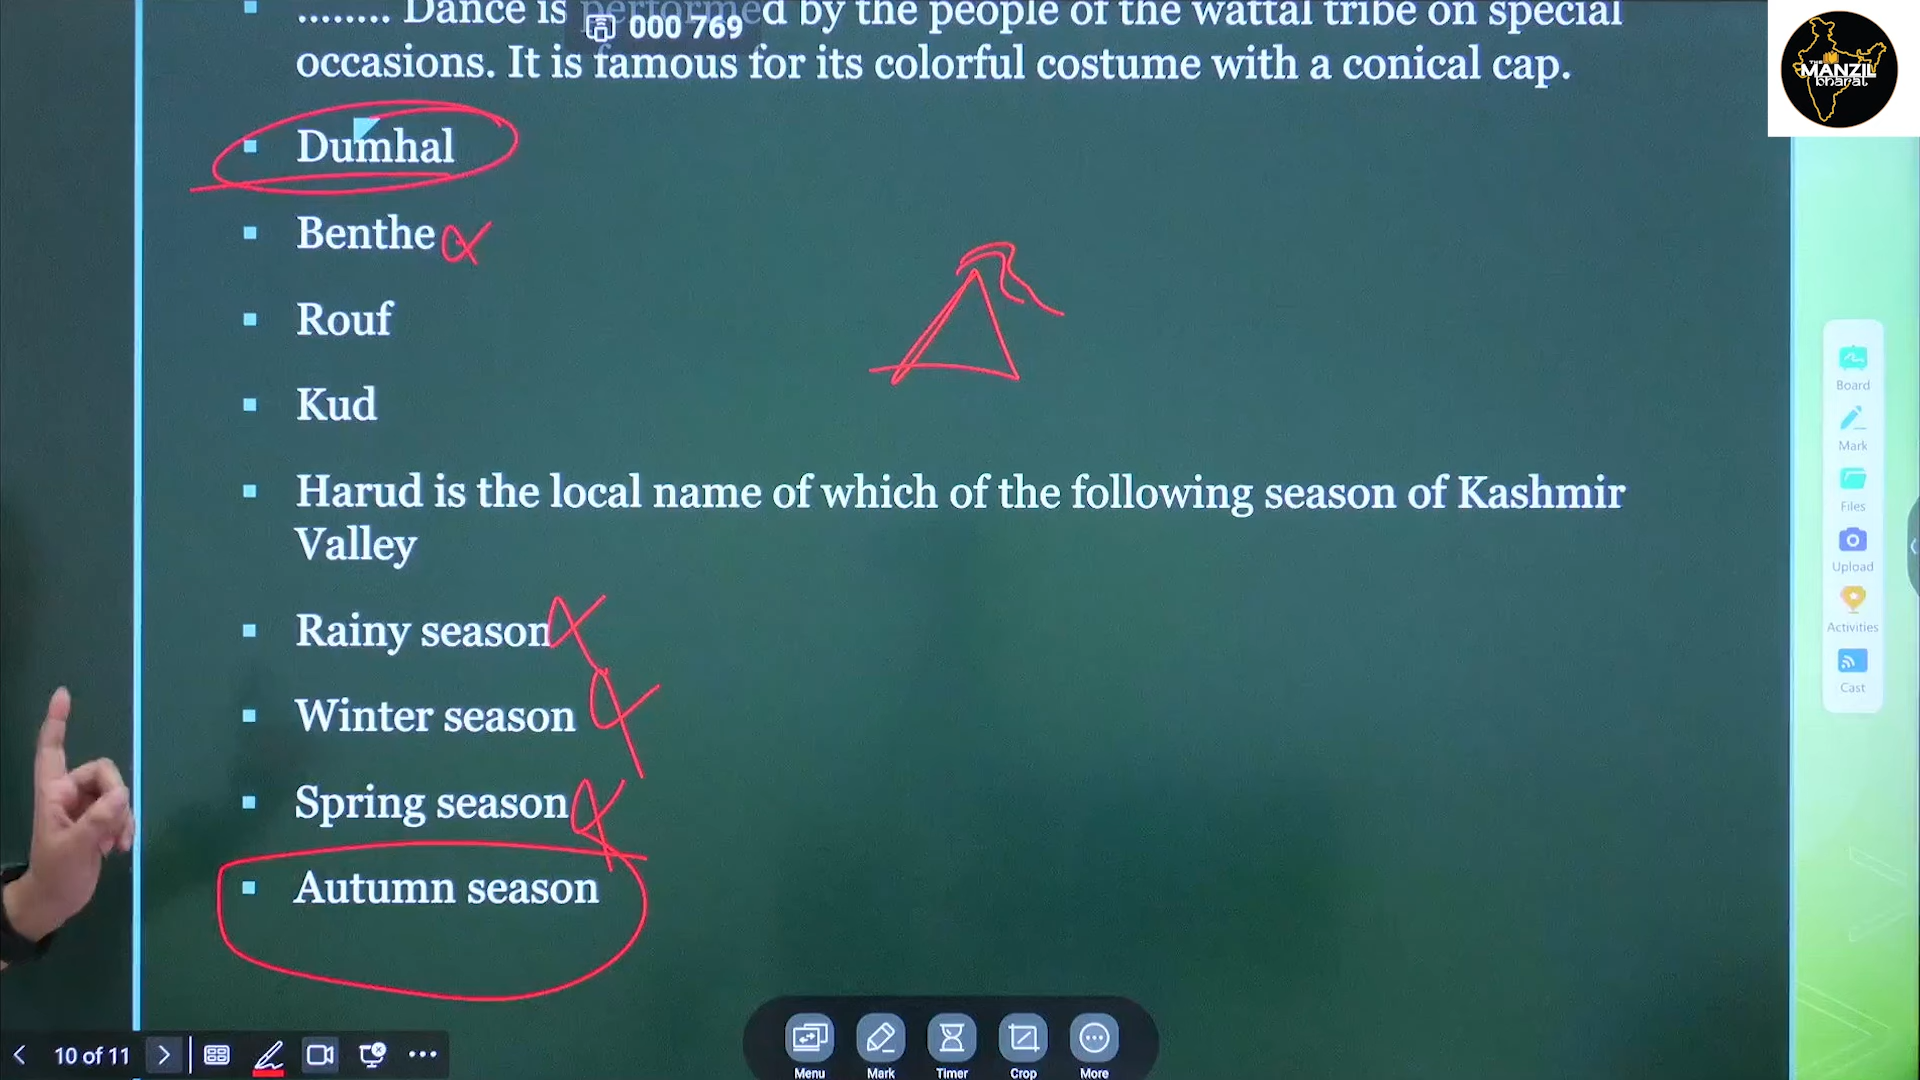 ........ Dance is performed by the people of the wattal tribe on special
000 769
occasions. It is famous for its colorful costume with a conical cap.
THE
MANZIL
bharat
Dumhal
Benthe
Rouf
Kud
Harud is the local name of which of the following season of Kashmir
Valley
Rainy season
Winter season
Spring season
Autumn season
Board
Mark
Files
Upload
Activities
Cast
10 of 11
Menu
Mark
Timer
Crop
More